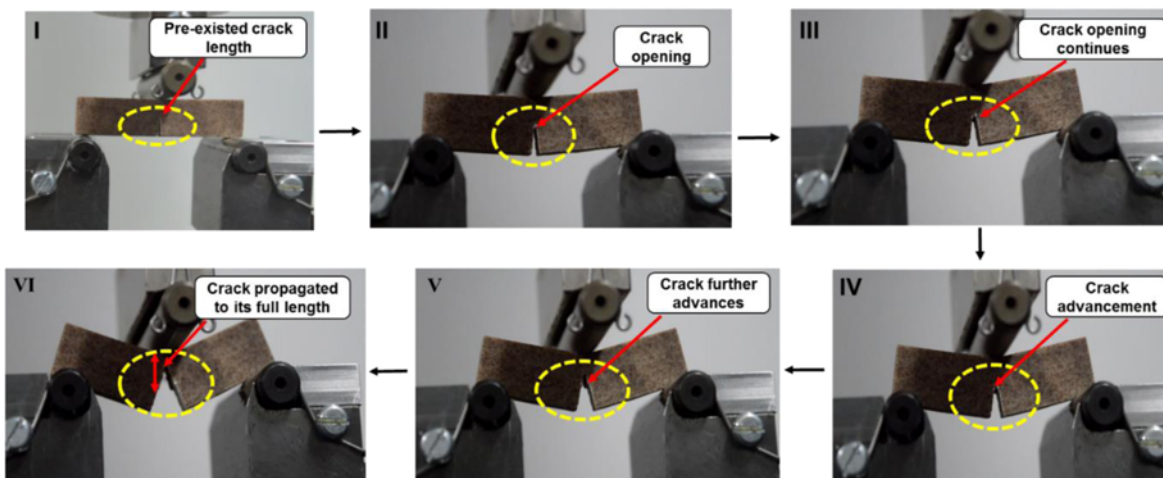 I
Pre-existed crack
length
II
Crack
opening
III
Crack opening
continues
VI
Crack propagated
to its full length
V
Crack further
advances
IV
Crack
advancement